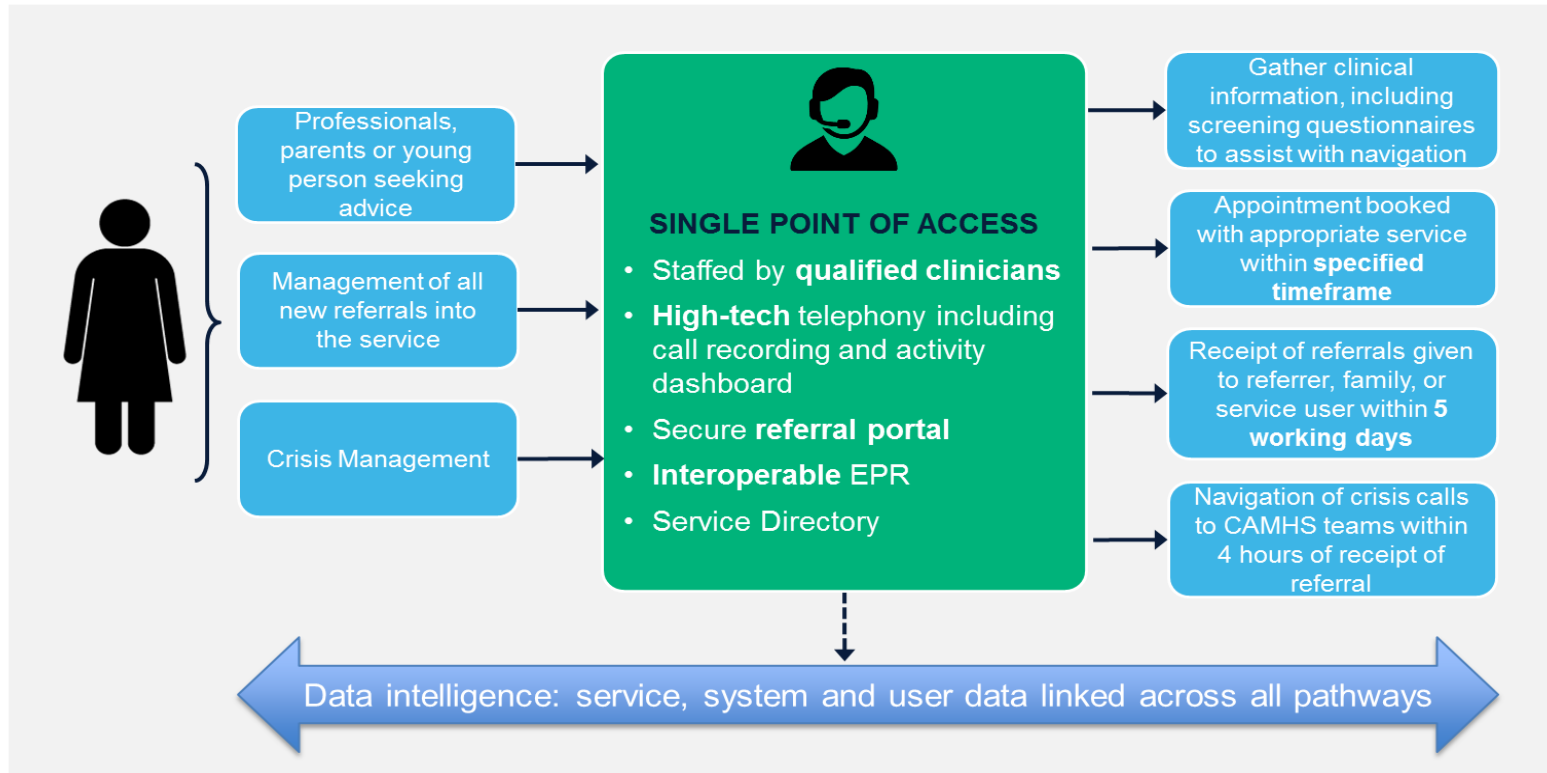 Professionals,
parents or young
person seeking
advice
Management of all
new referrals into
the service
Crisis Management
SINGLE POINT OF ACCESS
• Staffed by qualified clinicians
• High-tech telephony including
call recording and activity
dashboard
• Secure referral portal
• Interoperable EPR
• Service Directory
Gather clinical
information, including
screening questionnaires
to assist with navigation
Appointment booked
with appropriate service
within specified
timeframe
Receipt of referrals given
to referrer, family, or
service user within 5
working days
Navigation of crisis calls
to CAMHS teams within
4 hours of receipt of
referral
Data intelligence: service, system and user data linked across all pathways